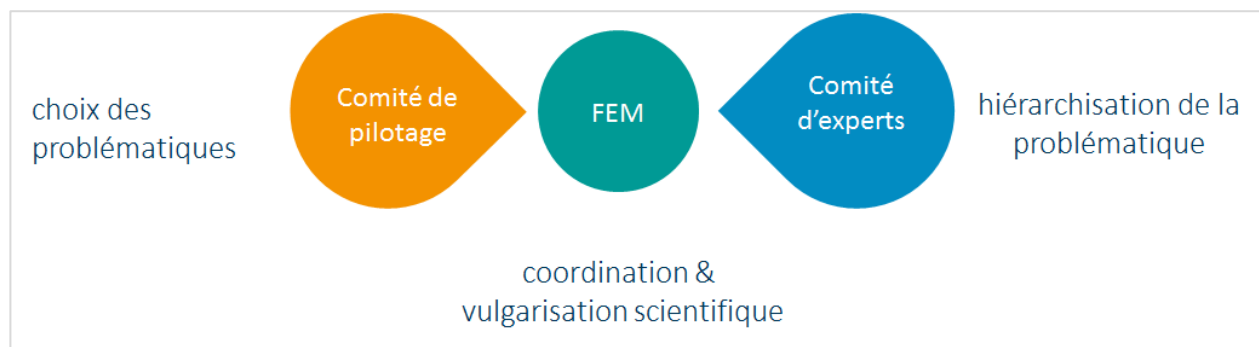 choix des
problématiques
Comité de
pilotage
FEM
Comité
d’experts
hiérarchisation de la
problématique
coordination &
vulgarisation scientifique